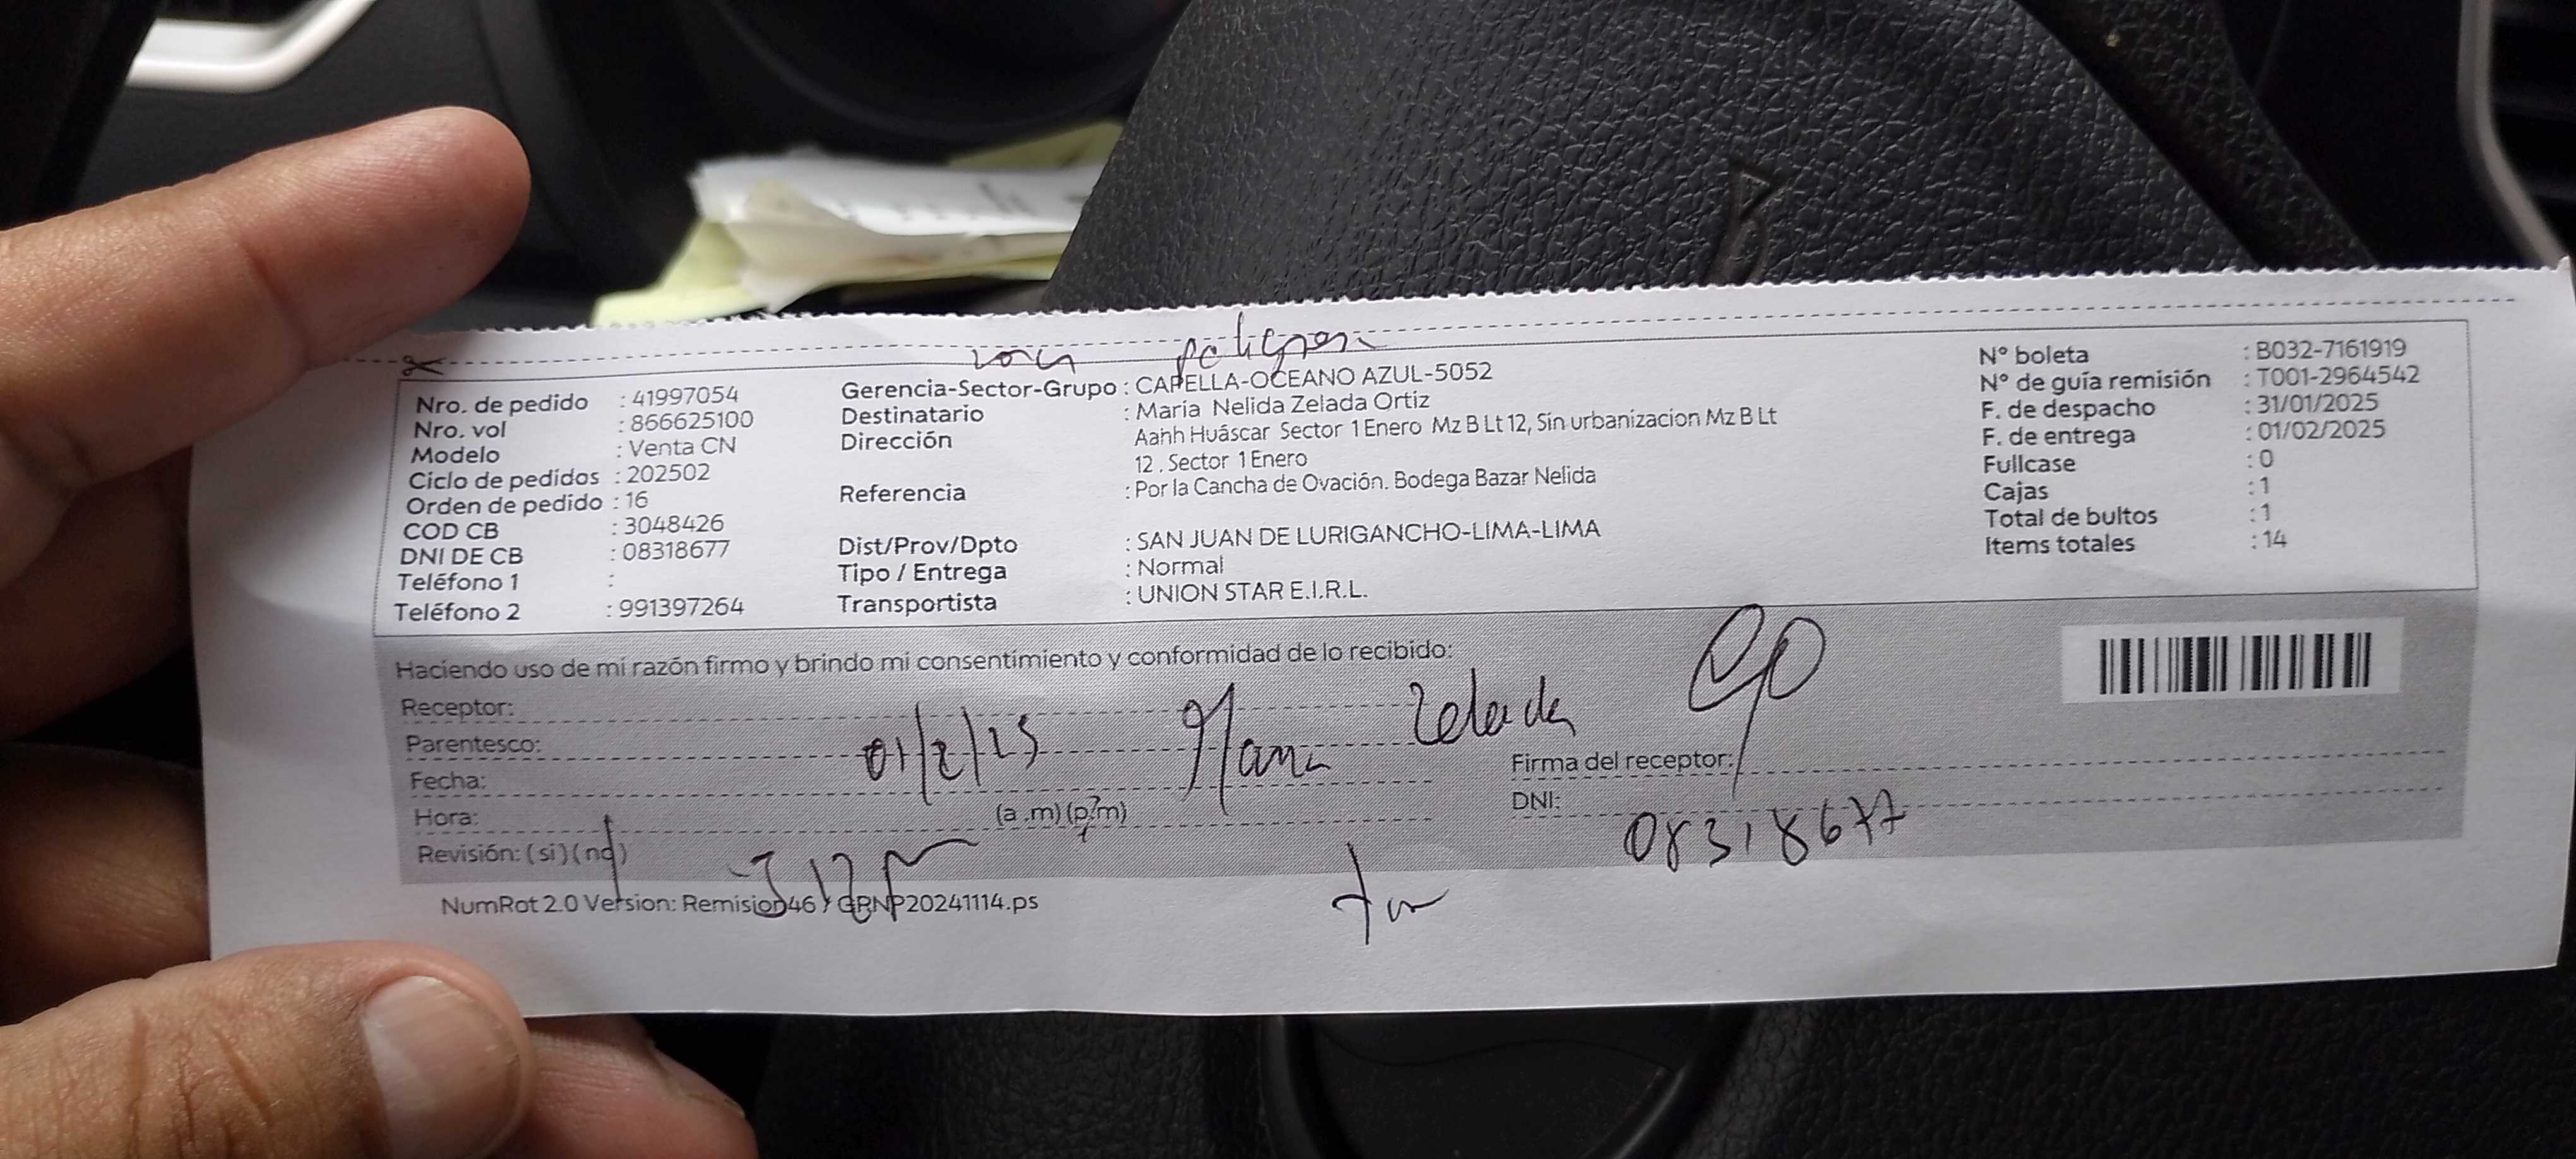 zona peligrosa
Nro. de pedido : 41997054
Nro. vol : 866625100
Modelo : Venta CN
Ciclo de pedidos : 202502
Orden de pedido : 16
COD CB : 3048426
DNI DE CB : 08318677
Teléfono 1 :
Teléfono 2 : 991397264
Gerencia-Sector-Grupo : CAPELLA-OCEANO AZUL-5052
Destinatario : María Nelida Zelada Ortiz
Dirección Aahh Huáscar Sector 1 Enero Mz B Lt 12, Sin urbanizacion Mz B Lt
12 . Sector 1 Enero
Referencia : Por la Cancha de Ovación. Bodega Bazar Nelida
Dist/Prov/Dpto : SAN JUAN DE LURIGANCHO-LIMA-LIMA
Tipo / Entrega : Normal
Transportista : UNION STAR E.I.R.L.
N° boleta : B032-7161919
N° de guía remisión : T001-2964542
F. de despacho : 31/01/2025
F. de entrega : 01/02/2025
Fullcase : 0
Cajas : 1
Total de bultos : 1
Items totales : 14
Haciendo uso de mi razón firmo y brindo mi consentimiento y conformidad de lo recibido:
Receptor: Maria Zelada
Parentesco:
Fecha: 01/2/25
Hora: (a .m) (p.m)
Revisión: ( si ) ( no )
Firma del receptor:
DNI: 08318677
NumRot 2.0 Version: Remision46 / GRNP20241114.ps